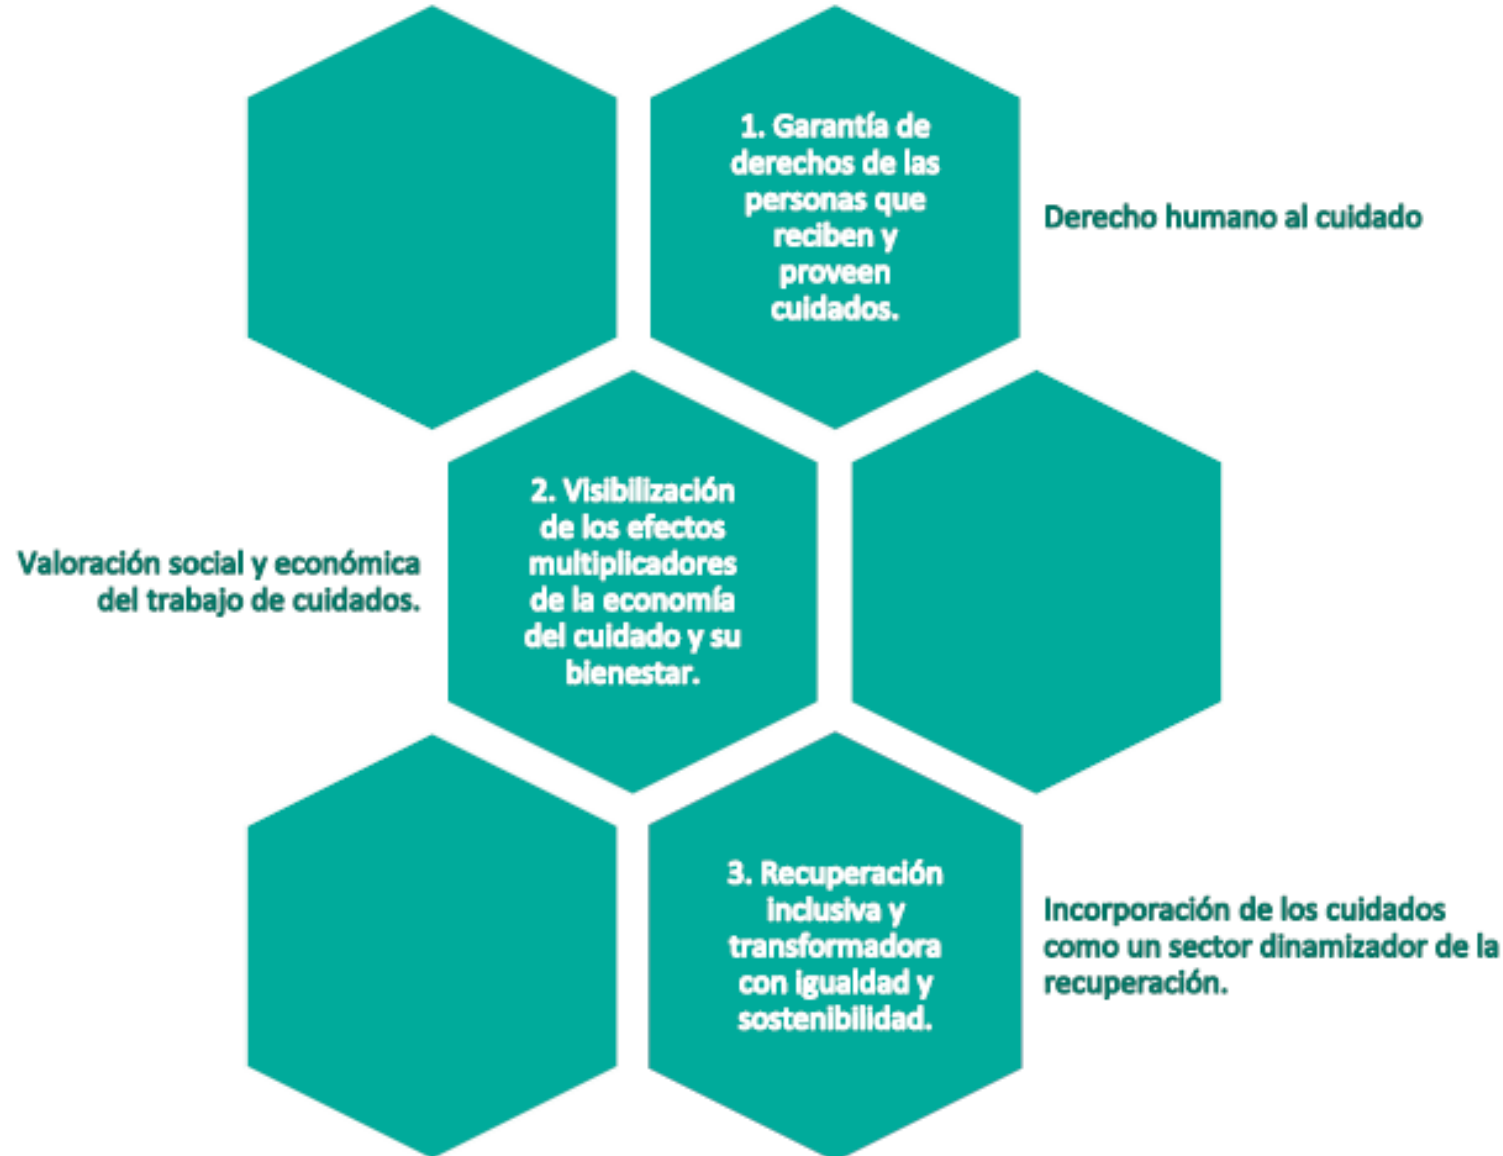 1. Garantía de
derechos de las
personas que
reciben y
proveen
cuidados.
Derecho humano al cuidado
2. Visibilización
de los efectos
multiplicadores
de la economía
del cuidado y su
bienestar.
Valoración social y económica
del trabajo de cuidados.
3. Recuperación
inclusiva y
transformadora
con igualdad y
sostenibilidad.
Incorporación de los cuidados
como un sector dinamizador de la
recuperación.